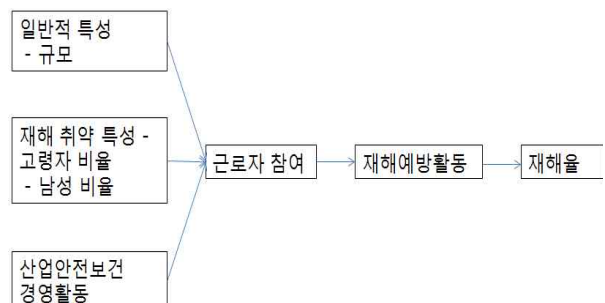 일반적 특성
- 규모
재해 취약 특성 -
고령자 비율
- 남성 비율
산업안전보건
경영활동
근로자 참여
재해예방활동
재해율